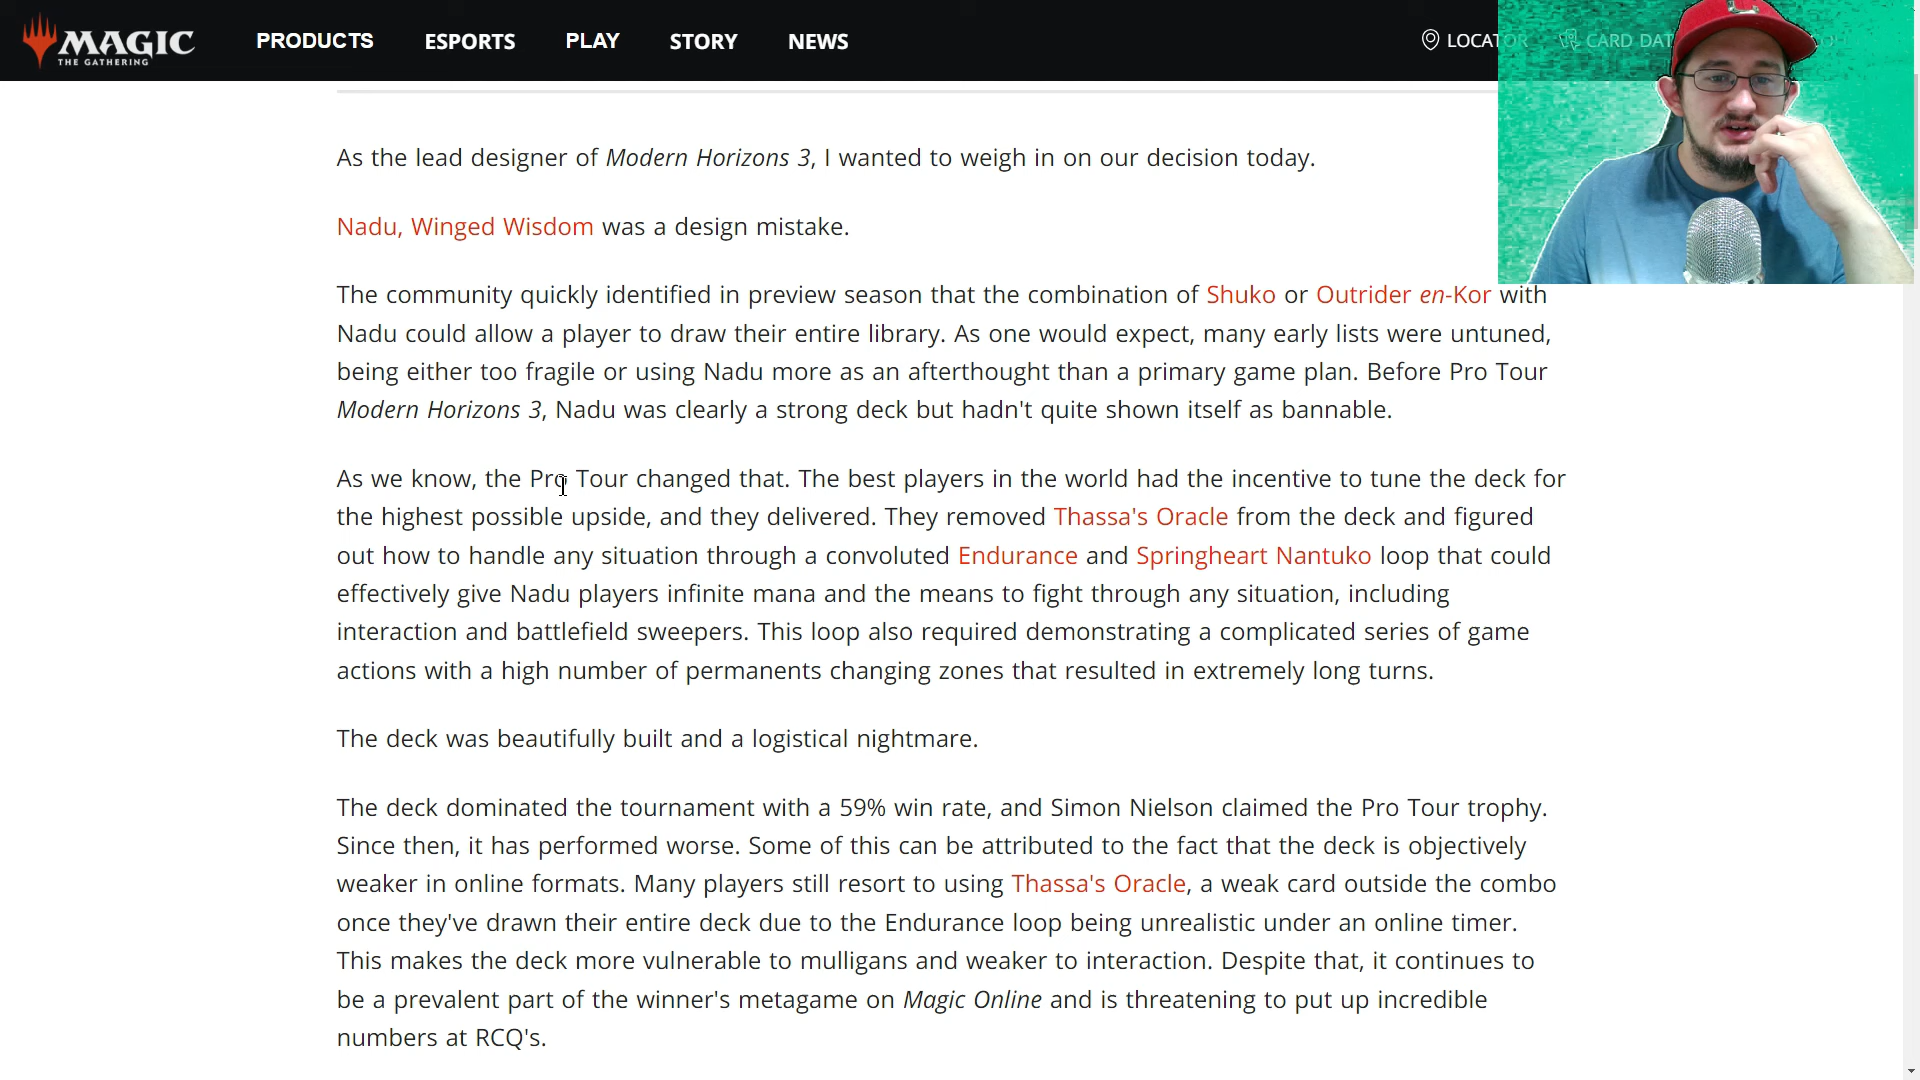 MAGIC
THE GATHERING
PRODUCTS ESPORTS PLAY STORY NEWS LOCATOR CARD DAT
As the lead designer of Modern Horizons 3, I wanted to weigh in on our decision today.
Nadu, Winged Wisdom was a design mistake.
The community quickly identified in preview season that the combination of Shuko or Outrider en-Kor with
Nadu could allow a player to draw their entire library. As one would expect, many early lists were untuned,
being either too fragile or using Nadu more as an afterthought than a primary game plan. Before Pro Tour
Modern Horizons 3, Nadu was clearly a strong deck but hadn't quite shown itself as bannable.
As we know, the Pro Tour changed that. The best players in the world had the incentive to tune the deck for
the highest possible upside, and they delivered. They removed Thassa's Oracle from the deck and figured
out how to handle any situation through a convoluted Endurance and Springheart Nantuko loop that could
effectively give Nadu players infinite mana and the means to fight through any situation, including
interaction and battlefield sweepers. This loop also required demonstrating a complicated series of game
actions with a high number of permanents changing zones that resulted in extremely long turns.
The deck was beautifully built and a logistical nightmare.
The deck dominated the tournament with a 59% win rate, and Simon Nielson claimed the Pro Tour trophy.
Since then, it has performed worse. Some of this can be attributed to the fact that the deck is objectively
weaker in online formats. Many players still resort to using Thassa's Oracle, a weak card outside the combo
once they've drawn their entire deck due to the Endurance loop being unrealistic under an online timer.
This makes the deck more vulnerable to mulligans and weaker to interaction. Despite that, it continues to
be a prevalent part of the winner's metagame on Magic Online and is threatening to put up incredible
numbers at RCQ's.